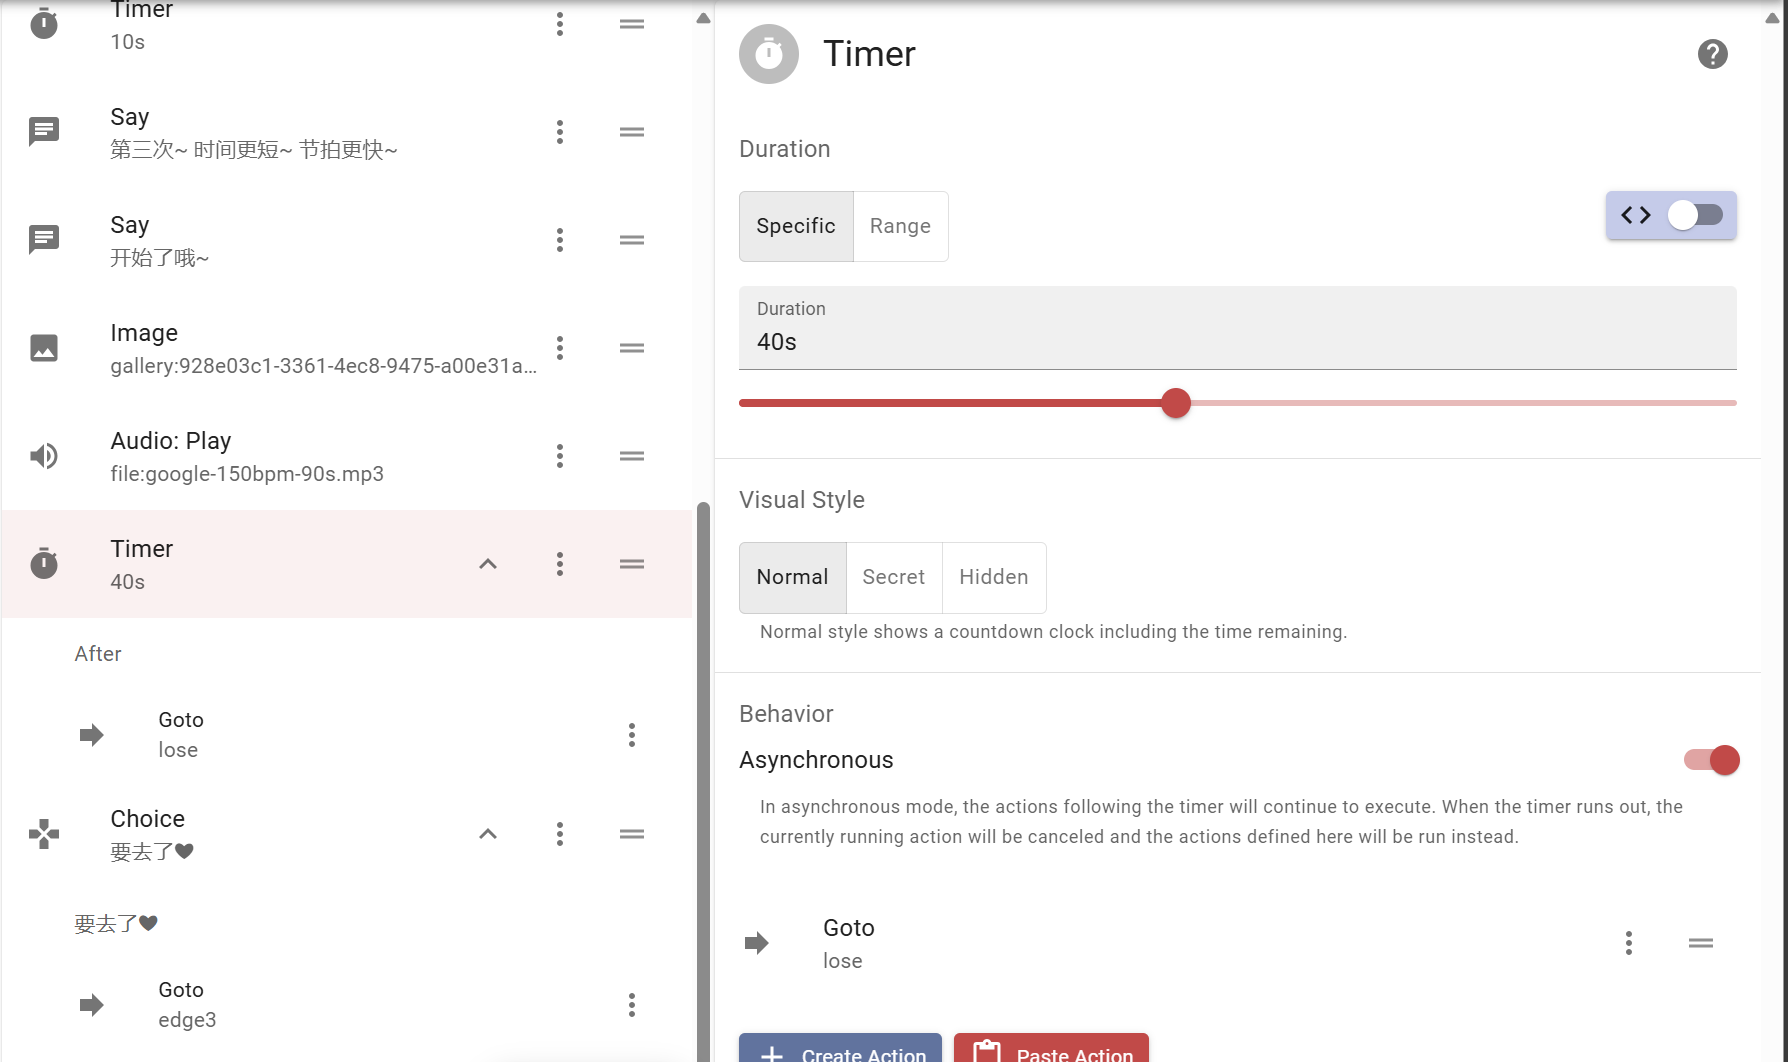 Timer
10s
Say
第三次~ 时间更短~ 节拍更快~
Say
开始了哦~
Image
gallery:928e03c1-3361-4ec8-9475-a00e31a...
Audio: Play
file:google-150bpm-90s.mp3
Timer
40s
After
Goto
lose
Choice
要去了♥
要去了♥
Goto
edge3
Timer
Duration
Specific
Range
Duration
40s
Visual Style
Normal
Secret
Hidden
Normal style shows a countdown clock including the time remaining.
Behavior
Asynchronous
In asynchronous mode, the actions following the timer will continue to execute. When the timer runs out, the
currently running action will be canceled and the actions defined here will be run instead.
Goto
lose
Create Action
Paste Action